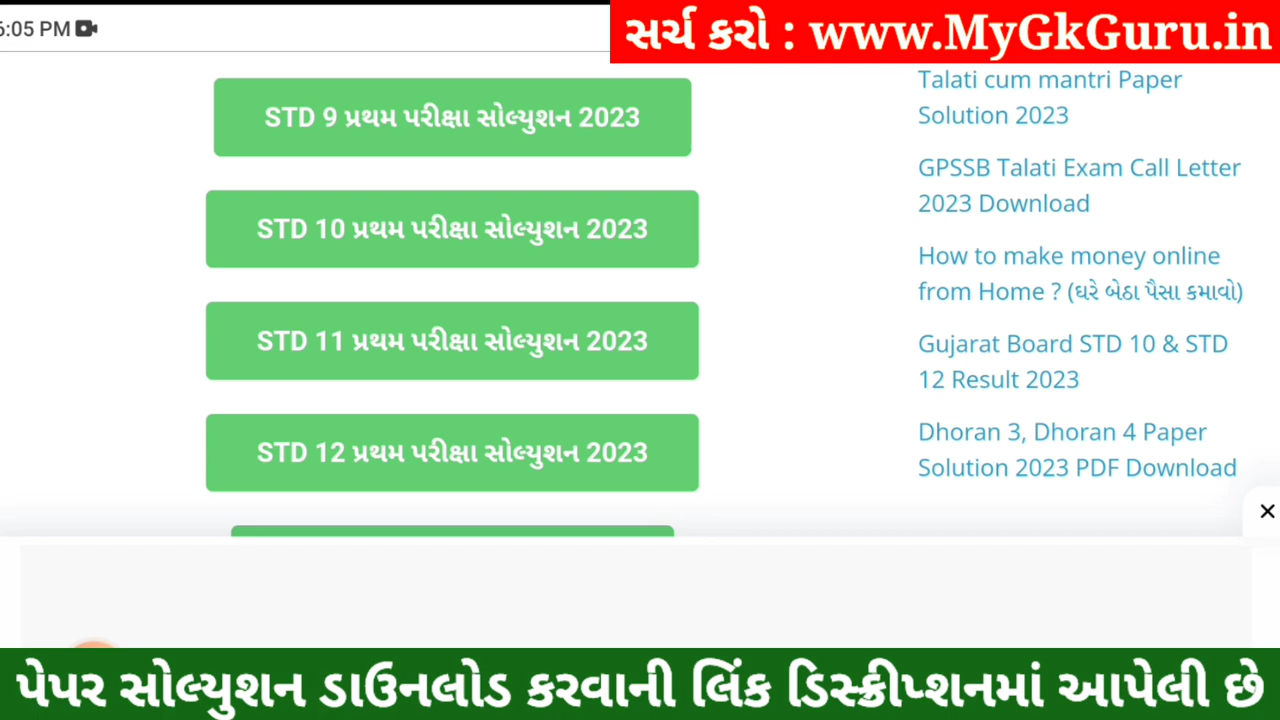 6:05 PM
સર્ચ કરો : www.MyGkGuru.in
STD 9 પ્રથમ પરીક્ષા સોલ્યુશન 2023
STD 10 પ્રથમ પરીક્ષા સોલ્યુશન 2023
STD 11 પ્રથમ પરીક્ષા સોલ્યુશન 2023
STD 12 પ્રથમ પરીક્ષા સોલ્યુશન 2023
Talati cum mantri Paper
Solution 2023
GPSSB Talati Exam Call Letter
2023 Download
How to make money online
from Home ? (ઘરે બેઠા પૈસા કમાવો)
Gujarat Board STD 10 & STD
12 Result 2023
Dhoran 3, Dhoran 4 Paper
Solution 2023 PDF Download
પેપર સોલ્યુશન ડાઉનલોડ કરવાની લિંક ડિસ્ક્રીપ્શનમાં આપેલી છે